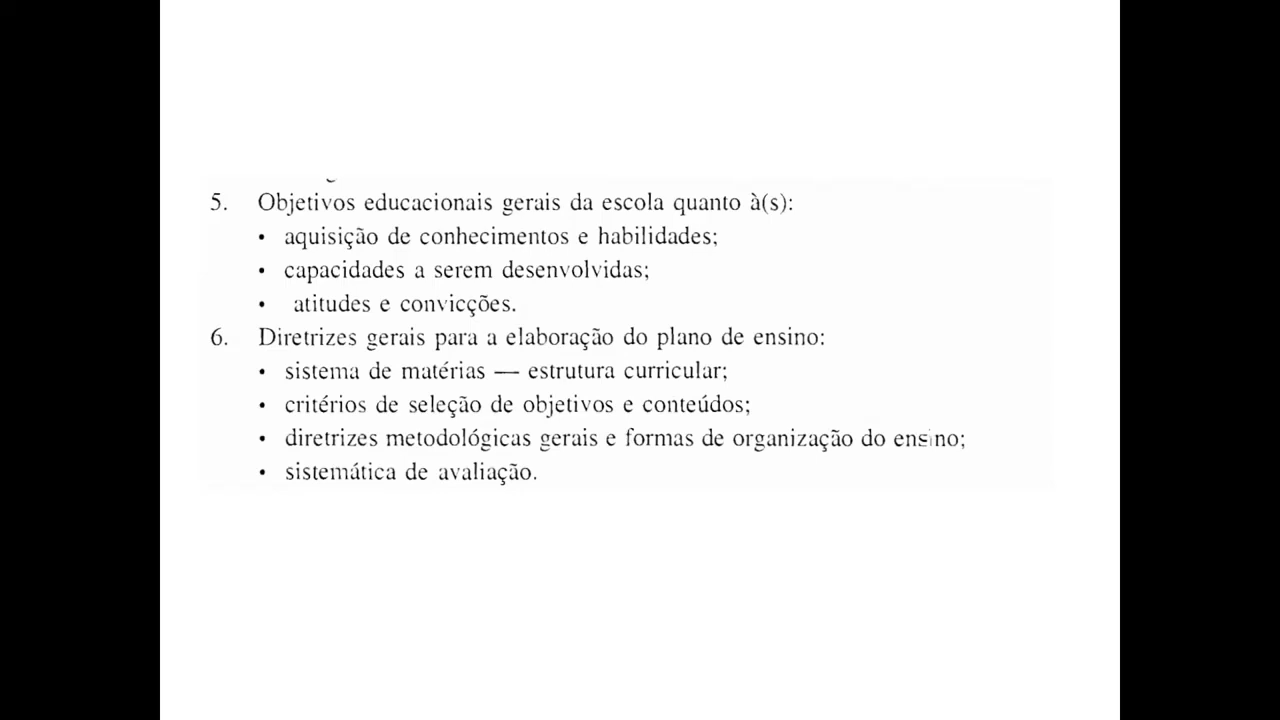 5. Objetivos educacionais gerais da escola quanto à(s):
• aquisição de conhecimentos e habilidades;
• capacidades a serem desenvolvidas;
• atitudes e convicções.
6. Diretrizes gerais para a elaboração do plano de ensino:
• sistema de matérias — estrutura curricular;
• critérios de seleção de objetivos e conteúdos;
• diretrizes metodológicas gerais e formas de organização do ensino;
• sistemática de avaliação.